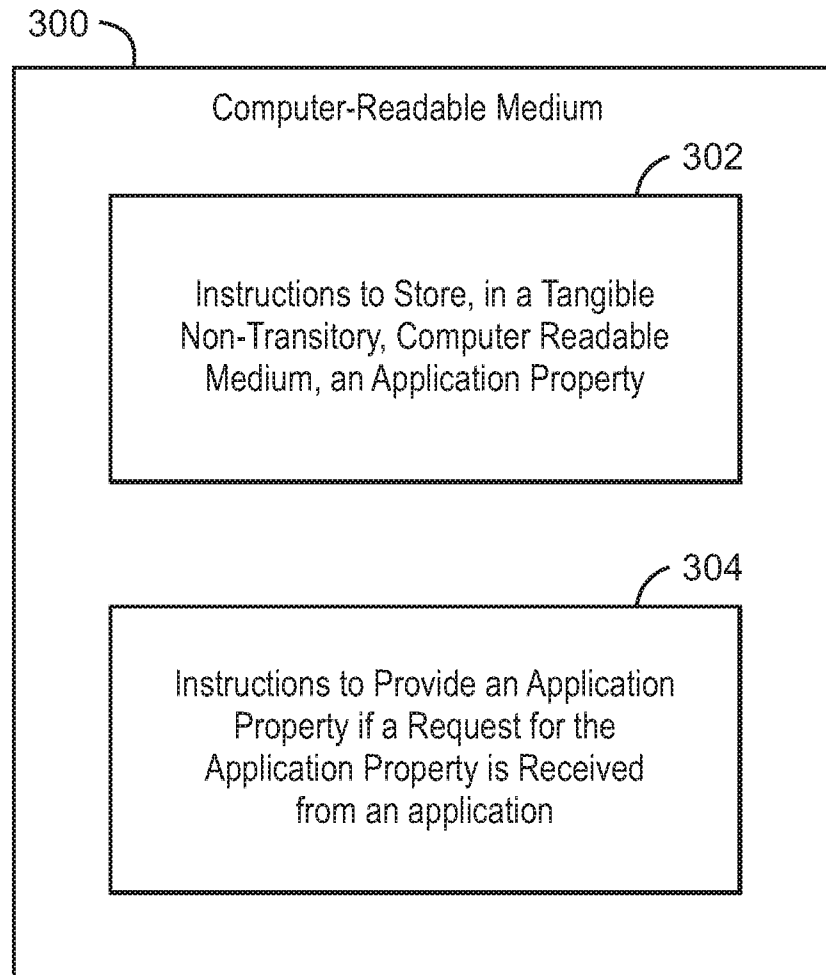 300
Computer-Readable Medium
302
Instructions to Store, in a Tangible
Non-Transitory, Computer Readable
Medium, an Application Property
304
Instructions to Provide an Application
Property if a Request for the
Application Property is Received
from an application